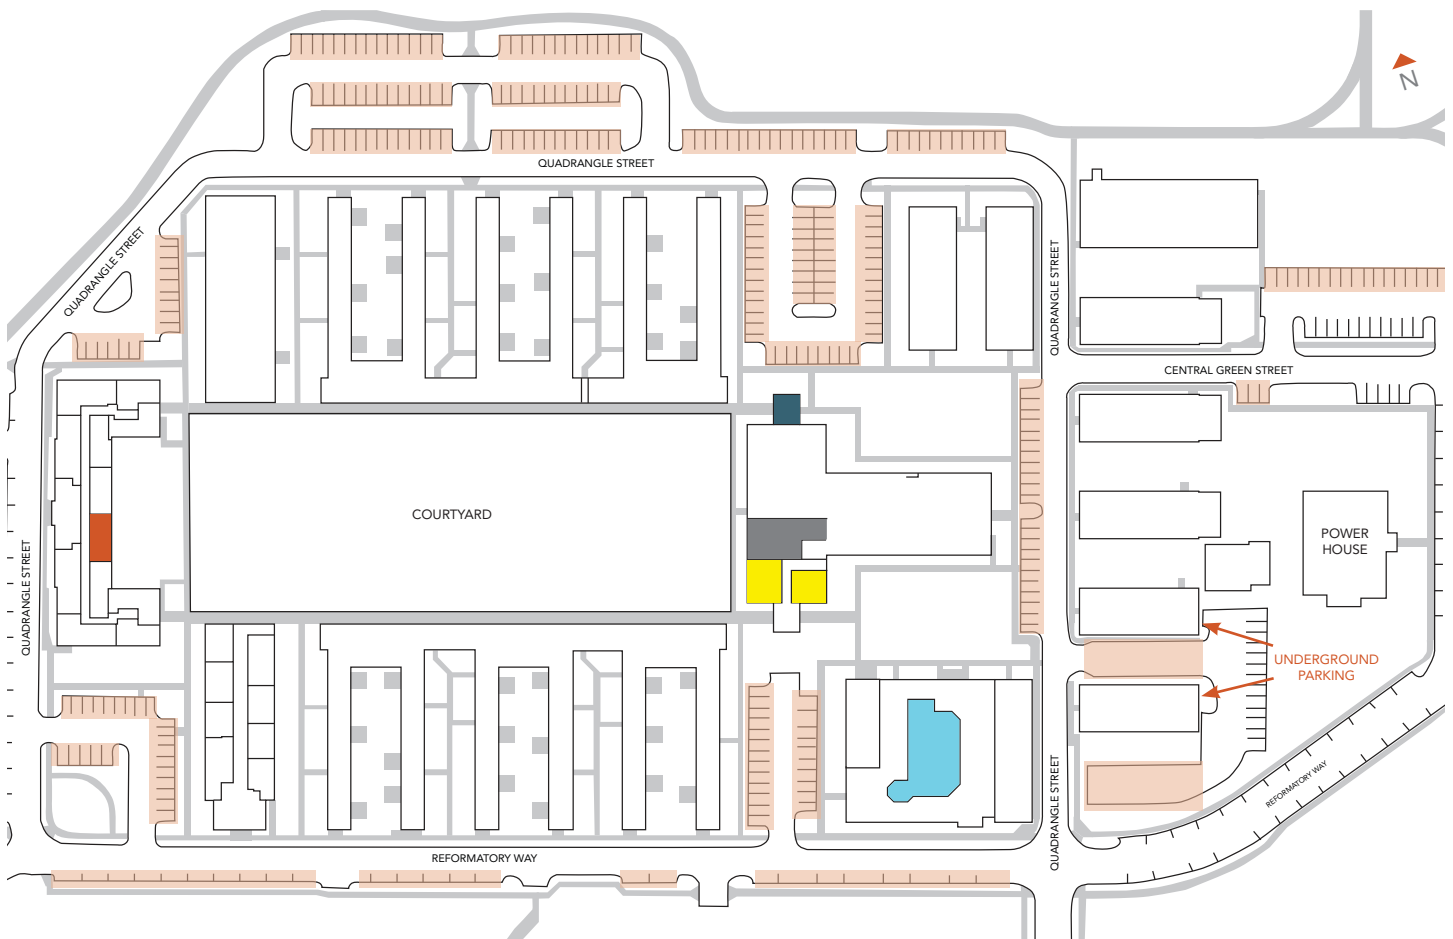 N
QUADRANGLE STREET
QUADRANGLE STREET
QUADRANGLE STREET
CENTRAL GREEN STREET
COURTYARD
POWER
HOUSE
QUADRANGLE STREET
UNDERGROUND
PARKING
QUADRANGLE STREET
REFORMATORY WAY
REFORMATORY WAY